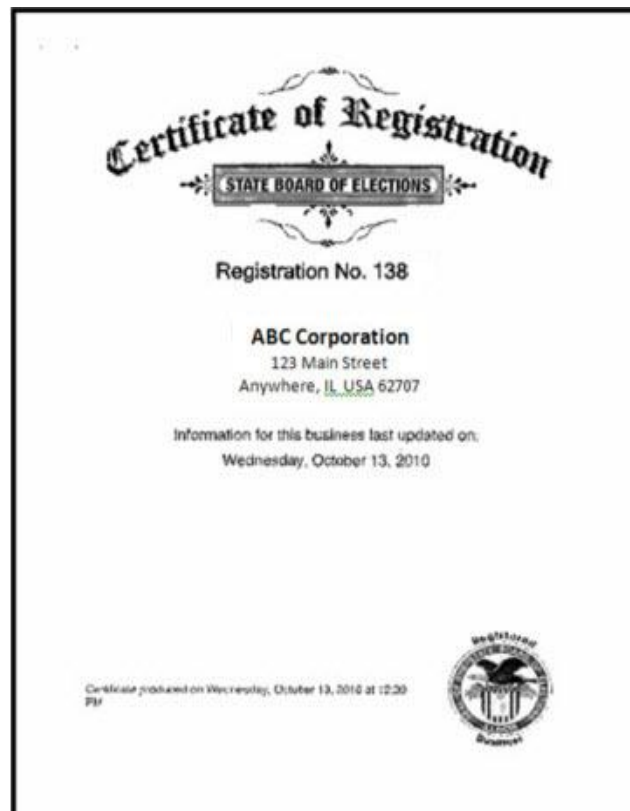 Certificate of Registration
STATE BOARD OF ELECTIONS
Registration No. 138
ABC Corporation
123 Main Street
Anywhere, IL USA 62707
Information for this business last updated on:
Wednesday, October 13, 2010
Registered
Certificate produced on Wednesday, October 13, 2010 at 12:30
PM
Business